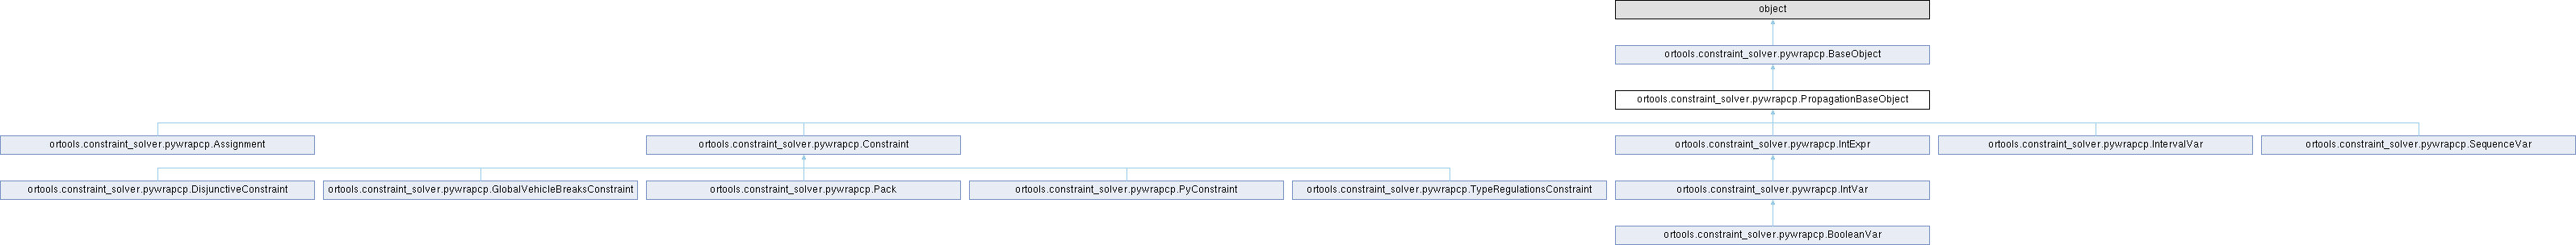 object
ortools.constraint_solver.pywrapcp.BaseObject
ortools.constraint_solver.pywrapcp.PropagationBaseObject
ortools.constraint_solver.pywrapcp.Assignment
ortools.constraint_solver.pywrapcp.Constraint
ortools.constraint_solver.pywrapcp.IntExpr
ortools.constraint_solver.pywrapcp.IntervalVar
ortools.constraint_solver.pywrapcp.SequenceVar
ortools.constraint_solver.pywrapcp.DisjunctiveConstraint
ortools.constraint_solver.pywrapcp.GlobalVehicleBreaksConstraint
ortools.constraint_solver.pywrapcp.Pack
ortools.constraint_solver.pywrapcp.PyConstraint
ortools.constraint_solver.pywrapcp.TypeRegulationsConstraint
ortools.constraint_solver.pywrapcp.IntVar
ortools.constraint_solver.pywrapcp.BooleanVar